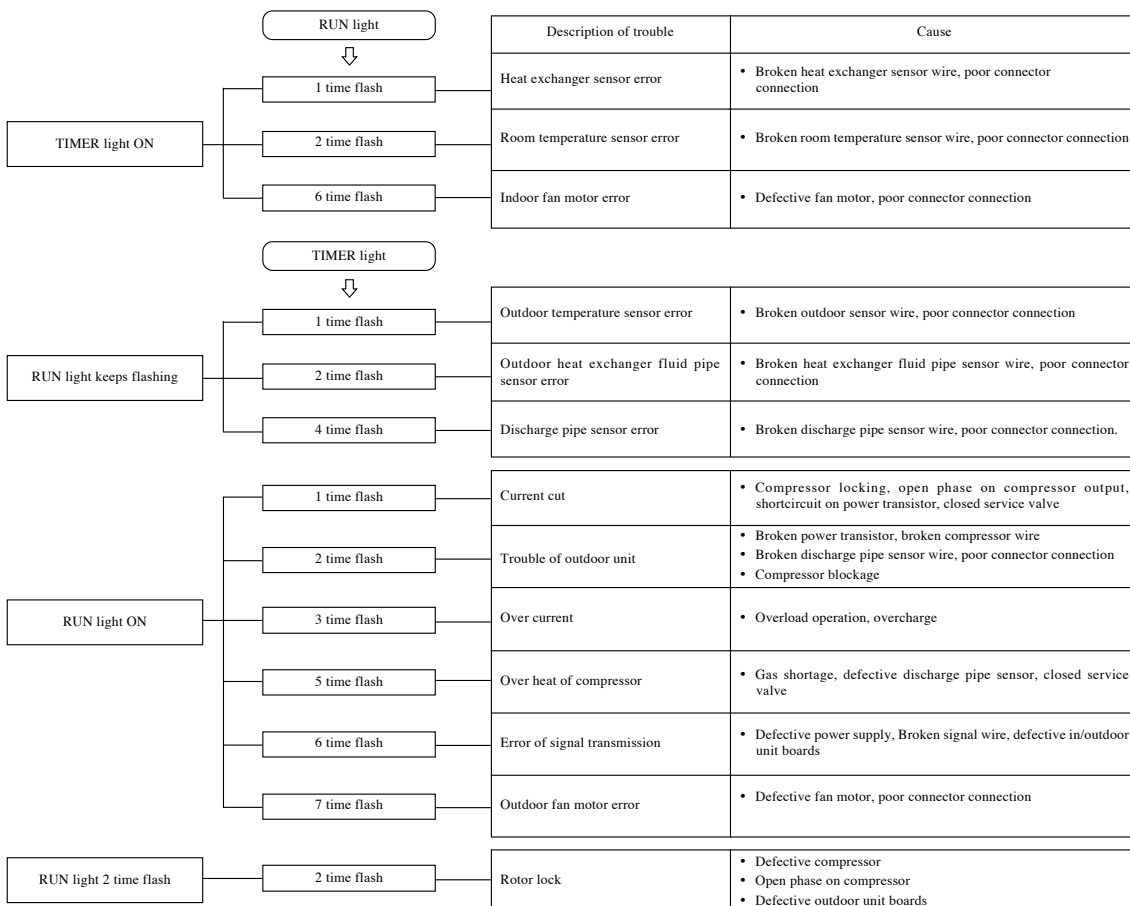 RUN light
Description of trouble
Cause
TIMER light ON
1 time flash
Heat exchanger sensor error
• Broken heat exchanger sensor wire, poor connector
connection
2 time flash
Room temperature sensor error
• Broken room temperature sensor wire, poor connector connection
6 time flash
Indoor fan motor error
• Defective fan motor, poor connector connection
TIMER light
RUN light keeps flashing
1 time flash
Outdoor temperature sensor error
• Broken outdoor sensor wire, poor connector connection
2 time flash
Outdoor heat exchanger fluid pipe
sensor error
• Broken heat exchanger fluid pipe sensor wire, poor connector
connection
4 time flash
Discharge pipe sensor error
• Broken discharge pipe sensor wire, poor connector connection.
RUN light ON
1 time flash
Current cut
• Compressor locking, open phase on compressor output,
shortcircuit on power transistor, closed service valve
2 time flash
Trouble of outdoor unit
• Broken power transistor, broken compressor wire
• Broken discharge pipe sensor wire, poor connector connection
• Compressor blockage
3 time flash
Over current
• Overload operation, overcharge
5 time flash
Over heat of compressor
• Gas shortage, defective discharge pipe sensor, closed service
valve
6 time flash
Error of signal transmission
• Defective power supply, Broken signal wire, defective in/outdoor
unit boards
7 time flash
Outdoor fan motor error
• Defective fan motor, poor connector connection
RUN light 2 time flash
2 time flash
Rotor lock
• Defective compressor
• Open phase on compressor
• Defective outdoor unit boards